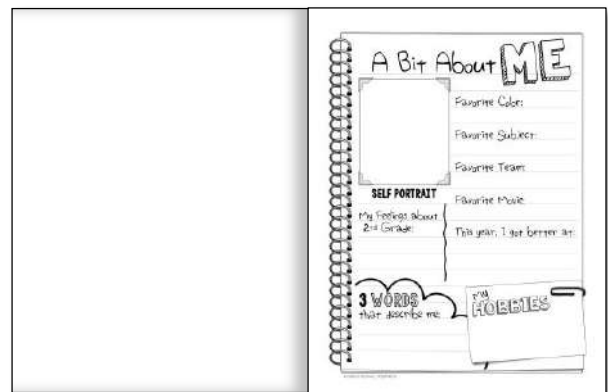 A Bit About ME
Favorite Color:
Favorite Subject:
Favorite Team:
SELF PORTRAIT
Favorite Movie:
My Feelings about
2nd Grade:
This year, I got better at:
3 WORDS
that describe me:
MY
HOBBIES